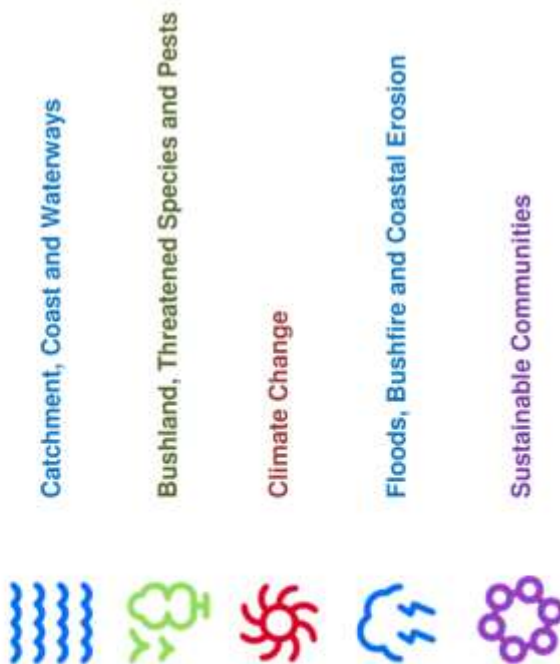 Catchment, Coast and Waterways
Bushland, Threatened Species and Pests
Climate Change
Floods, Bushfire and Coastal Erosion
Sustainable Communities